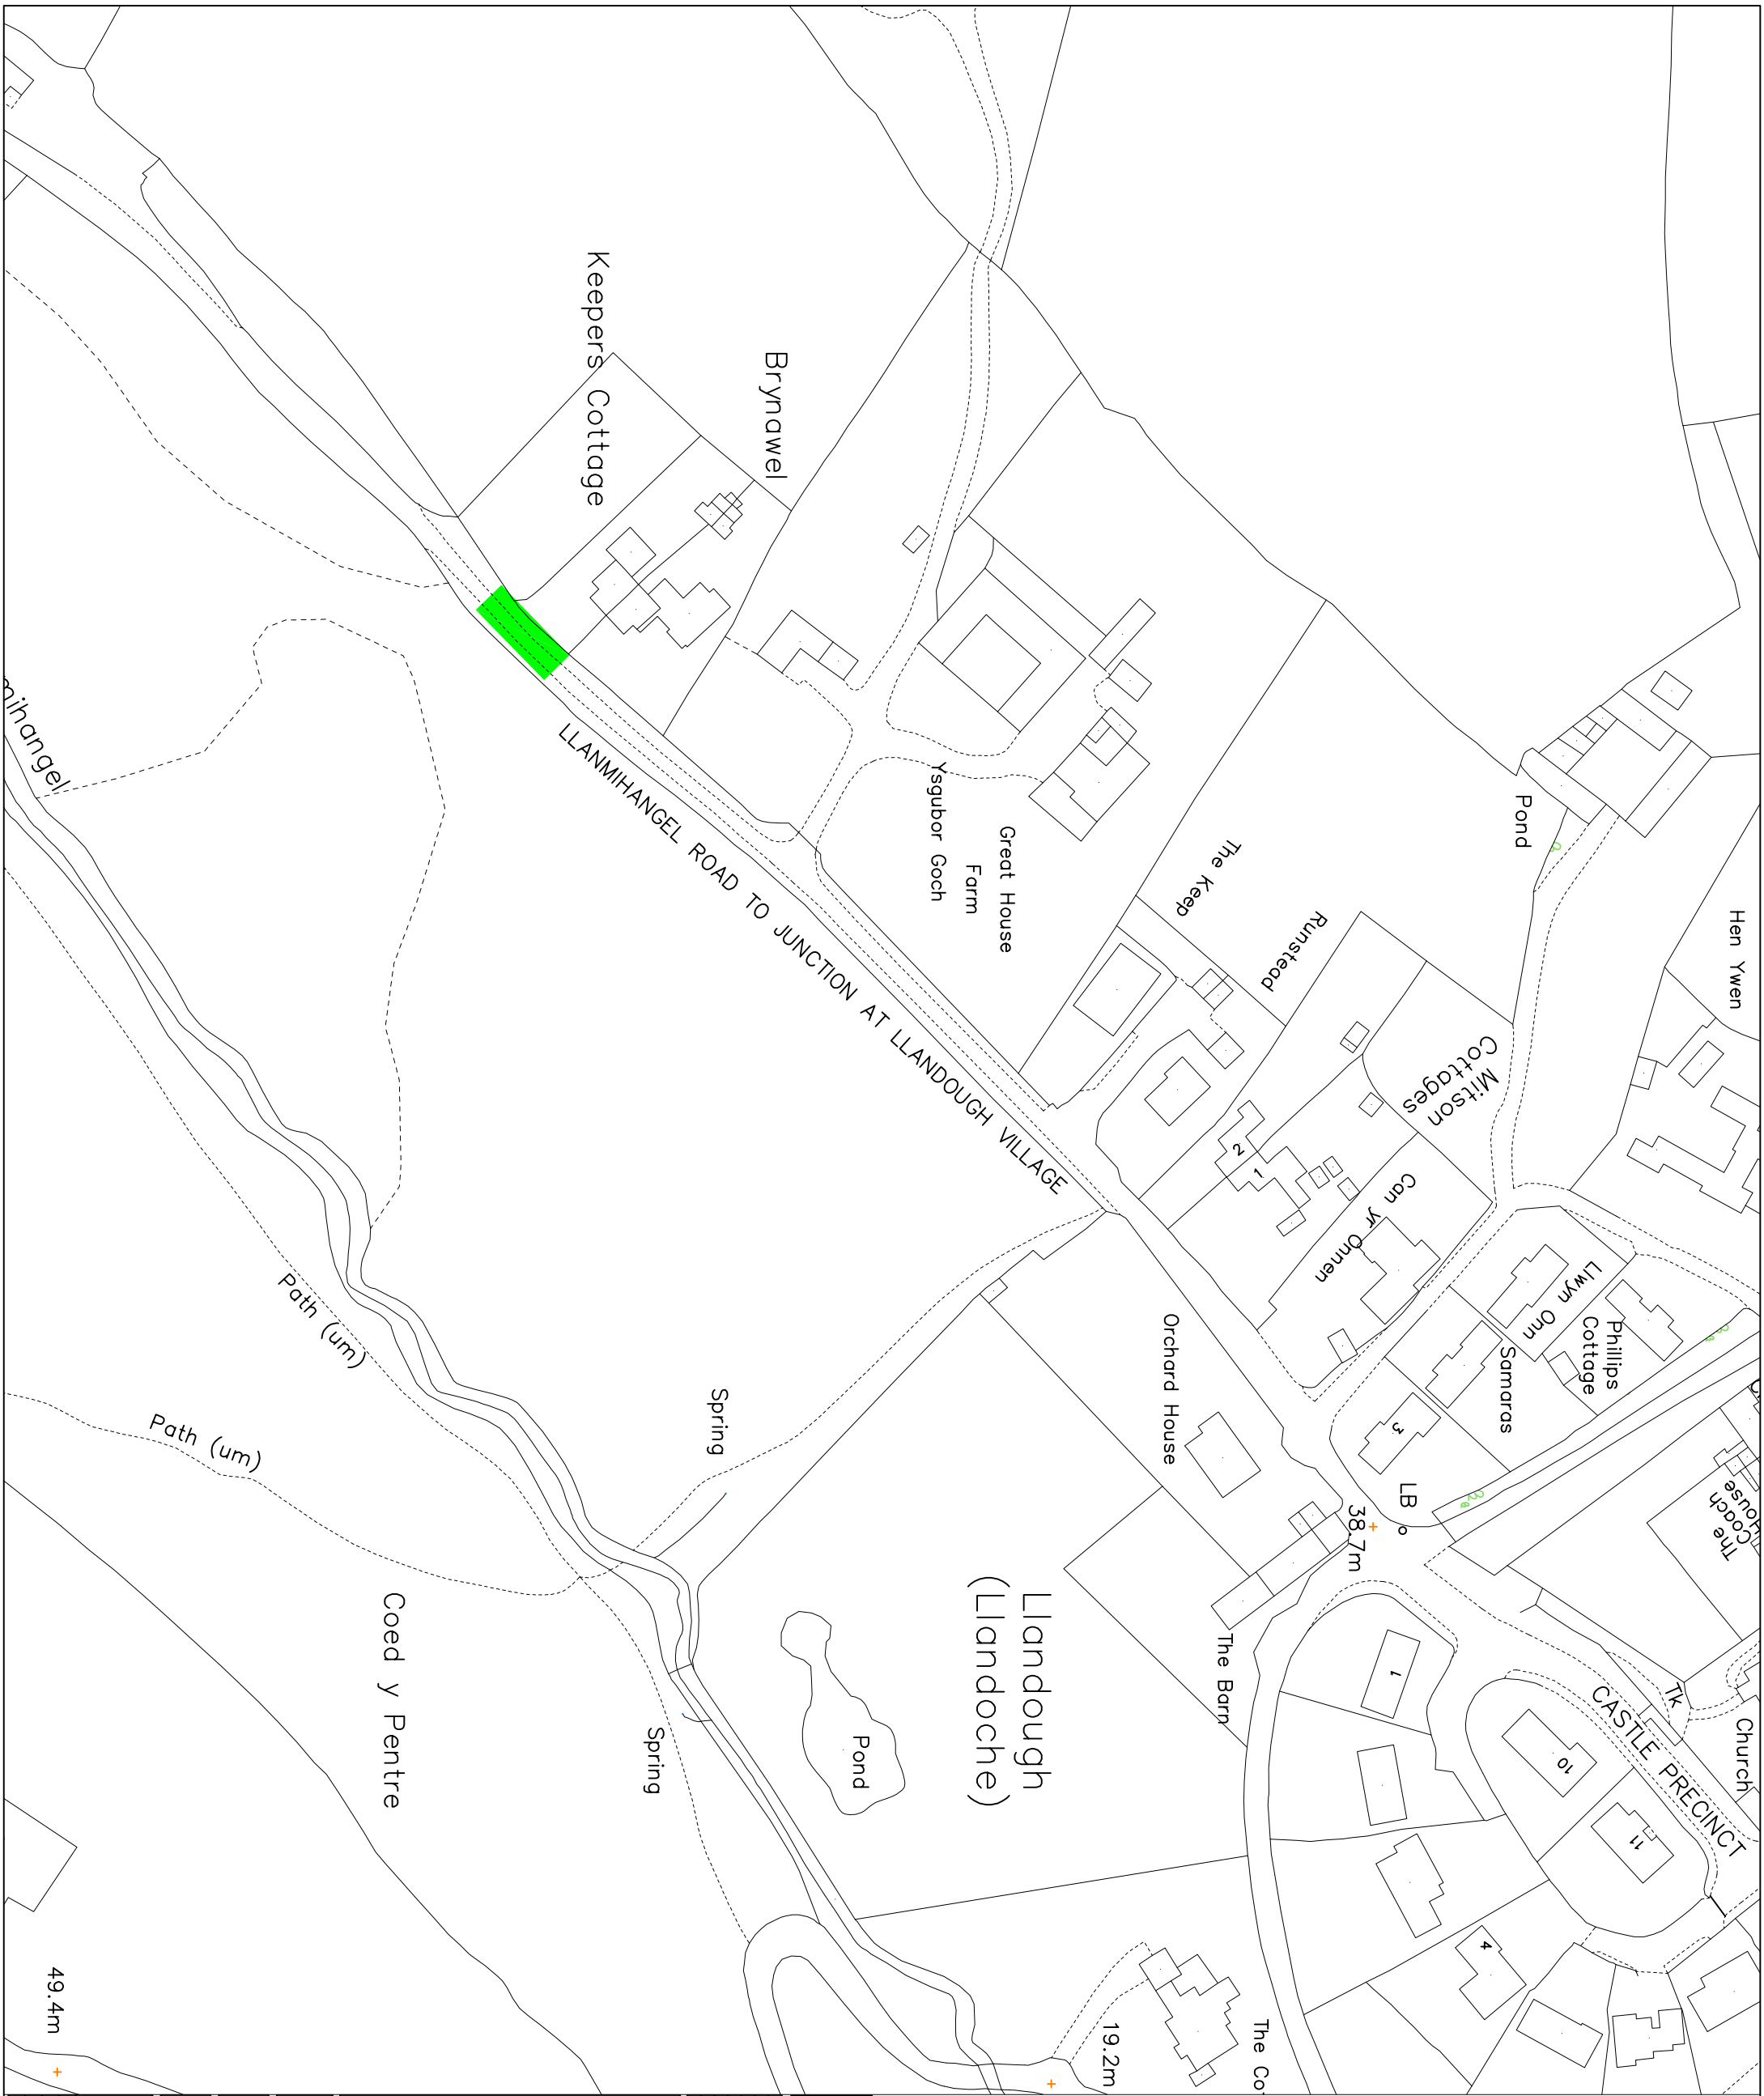 Keepers Cottage
Brynawel
LLANMIHANGEL ROAD TO JUNCTION AT LLANDOUGH VILLAGE
Ysgubor Goch
Great House
Farm
The Keep
Runstead
Pond
Hen Ywen
Mitson
Cottages
2
1
Can yr Onnen
Llwyn Onn
Phillips
Cottage
Samaras
3
LB
38.7m
Orchard House
The
Coach
House
The Barn
1
Tk
CASTLE PRECINCT
Church
10
11
4
Llandough
(Llandoche)
Spring
Pond
Spring
Path (um)
Path (um)
Coed y Pentre
mihangel
49.4m
19.2m
The Co